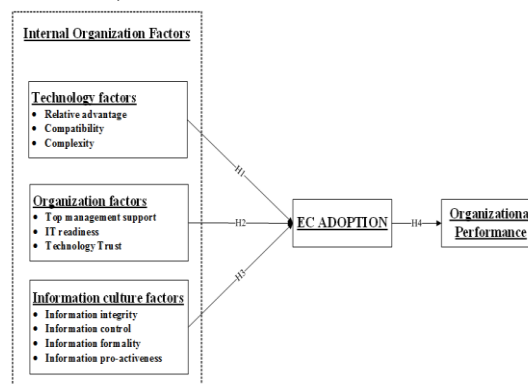 Internal Organization Factors
Technology factors
• Relative advantage
• Compatibility
• Complexity
H1
Organization factors
• Top management support
• IT readiness
• Technology Trust
H2
EC ADOPTION
H4
Organizationa
Performance
H3
Information culture factors
• Information integrity
• Information control
• Information formality
• Information pro-activeness